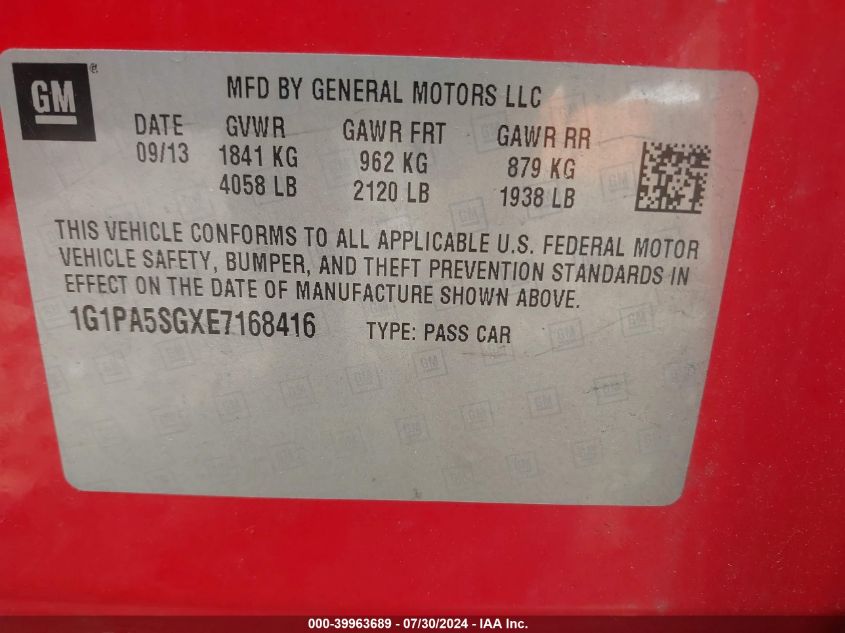 GM®
MFD BY GENERAL MOTORS LLC
DATE GVWR GAWR FRT GAWR RR
09/13 1841 KG 962 KG 879 KG
4058 LB 2120 LB 1938 LB
THIS VEHICLE CONFORMS TO ALL APPLICABLE U.S. FEDERAL MOTOR
VEHICLE SAFETY, BUMPER, AND THEFT PREVENTION STANDARDS IN
EFFECT ON THE DATE OF MANUFACTURE SHOWN ABOVE.
1G1PA5SGXE7168416 TYPE: PASS CAR
000-39963689 - 07/30/2024 - IAA Inc.